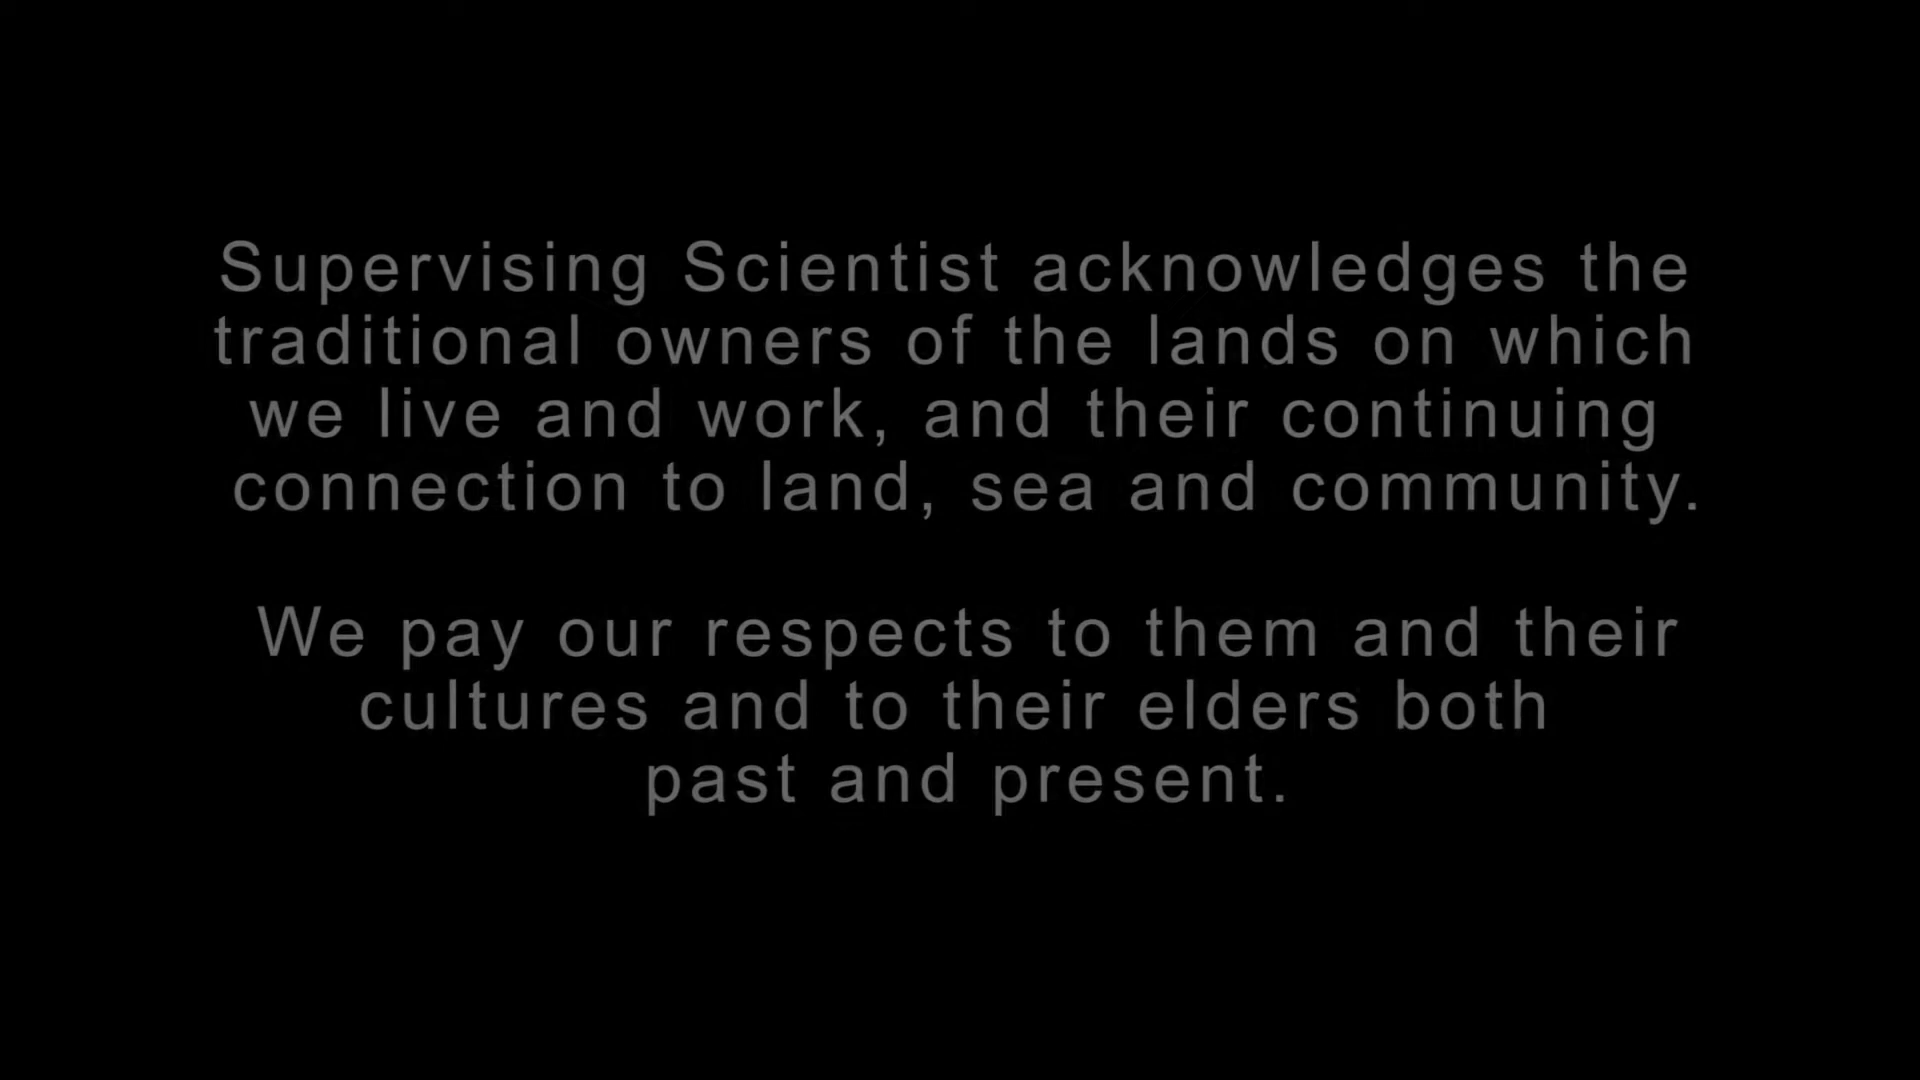 Supervising Scientist acknowledges the
traditional owners of the lands on which
we live and work, and their continuing
connection to land, sea and community.
We pay our respects to them and their
cultures and to their elders both
past and present.